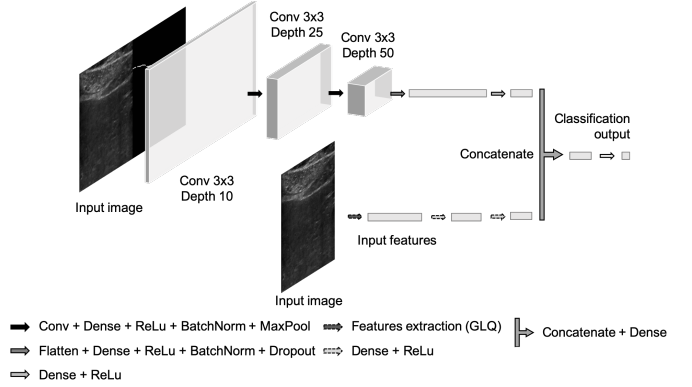 Conv 3x3
Depth 25
Conv 3x3
Depth 50
Classification
output
Concatenate
Conv 3x3
Depth 10
Input image
Input features
Input image
Conv + Dense + ReLu + BatchNorm + MaxPool
Features extraction (GLQ)
Concatenate + Dense
Flatten + Dense + ReLu + BatchNorm + Dropout
Dense + ReLu
Dense + ReLu